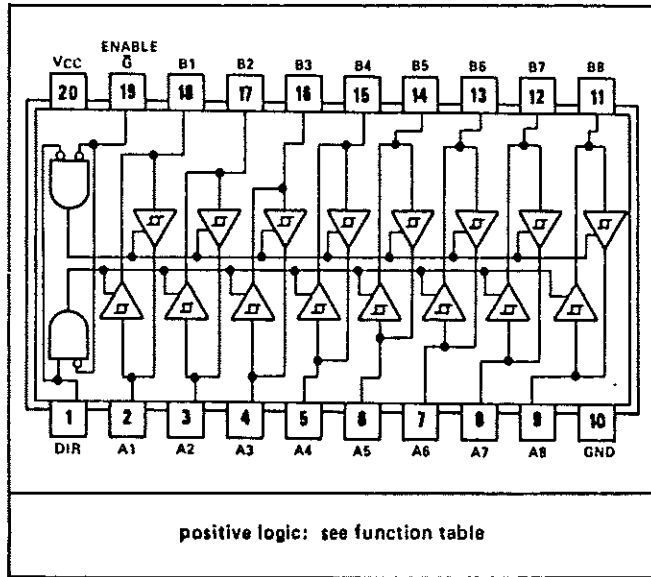 ENABLE
VCC G̅ B1 B2 B3 B4 B5 B6 B7 B8
20 19 18 17 16 15 14 13 12 11
1 2 3 4 5 6 7 8 9 10
DIR A1 A2 A3 A4 A5 A6 A7 A8 GND
positive logic: see function table